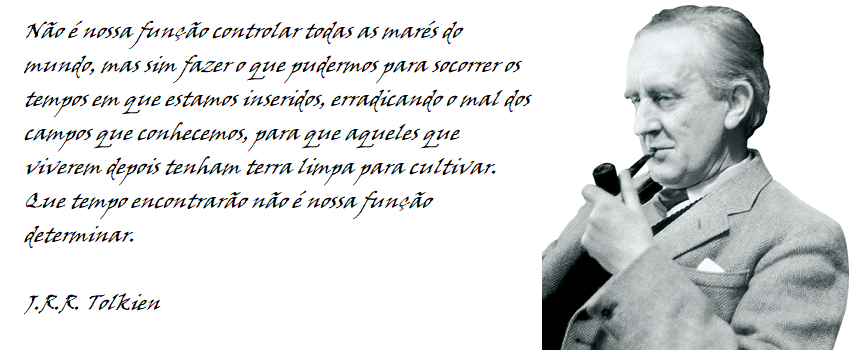 Não é nossa função controlar todas as marés do
mundo, mas sim fazer o que pudermos para socorrer os
tempos em que estamos inseridos, erradicando o mal dos
campos que conhecemos, para que aqueles que
viverem depois tenham terra limpa para cultivar.
Que tempo encontrarão não é nossa função
determinar.
J.R.R. Tolkien